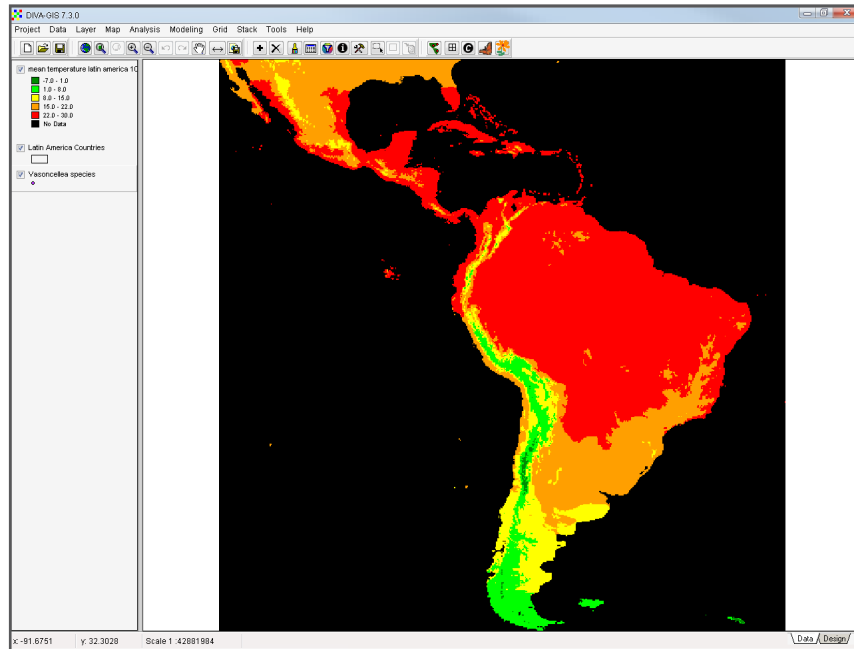 DIVA-GIS 7.3.0
Project Data Layer Map Analysis Modeling Grid Stack Tools Help
mean temperature latin america 10
-7.0 - 1.0
1.0 - 8.0
8.0 - 15.0
15.0 - 22.0
22.0 - 30.0
No Data
Latin America Countries
Vasconcellea species
x: -91.6751 y: 32.3028 Scale 1 :42881984 Data Design